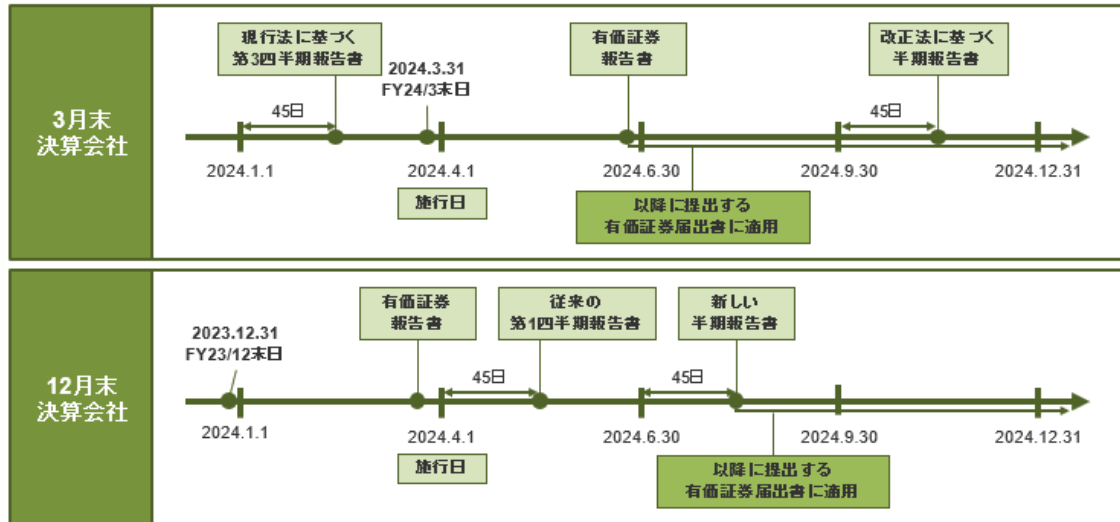 3月末
決算会社
現行法に基づく
第3四半期報告書
2024.3.31
FY24/3末日
有価証券
報告書
改正法に基づく
半期報告書
45日
45日
2024.1.1
2024.4.1
2024.6.30
2024.9.30
2024.12.31
施行日
以降に提出する
有価証券届出書に適用
12月末
決算会社
2023.12.31
FY23/12末日
有価証券
報告書
従来の
第1四半期報告書
新しい
半期報告書
45日
45日
2024.1.1
2024.4.1
2024.6.30
2024.9.30
2024.12.31
施行日
以降に提出する
有価証券届出書に適用